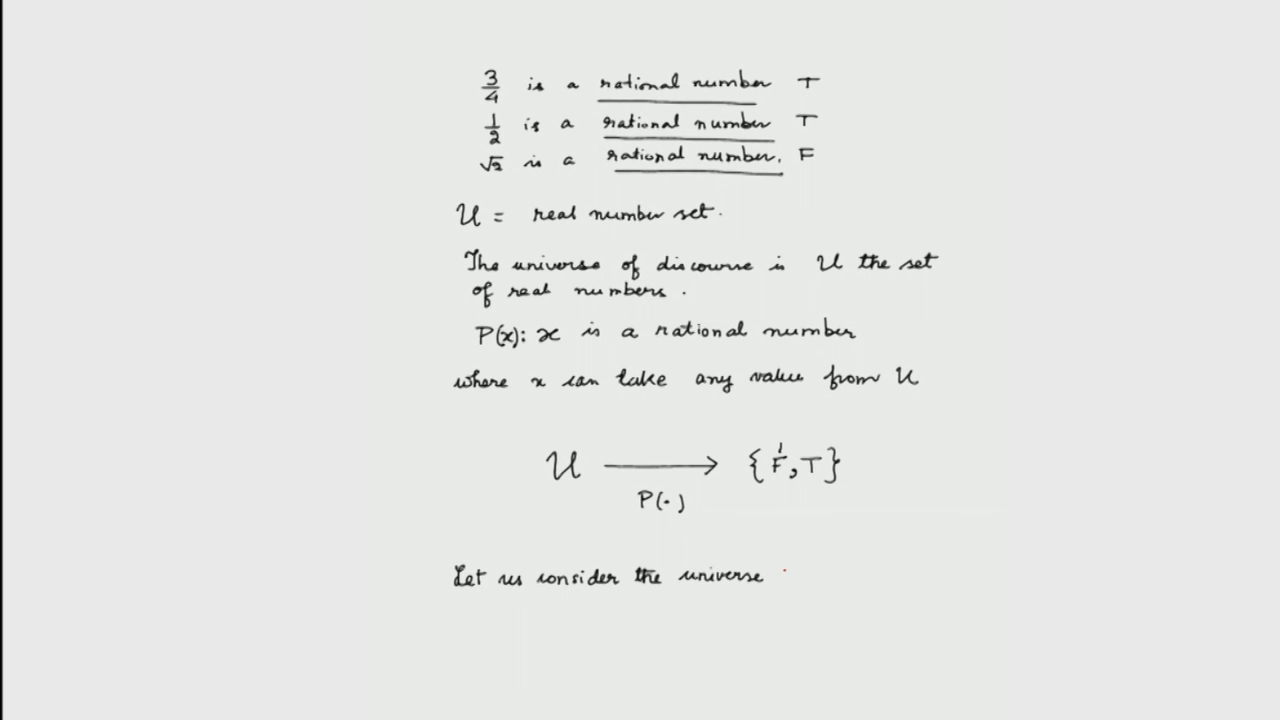 3/4 is a rational number T
1/2 is a rational number T
√2 is a rational number. F
U = real number set.
The universe of discourse is U the set
of real numbers.
P(x): x is a rational number
where x can take any value from U
U → {F, T}
P(·)
Let us consider the universe